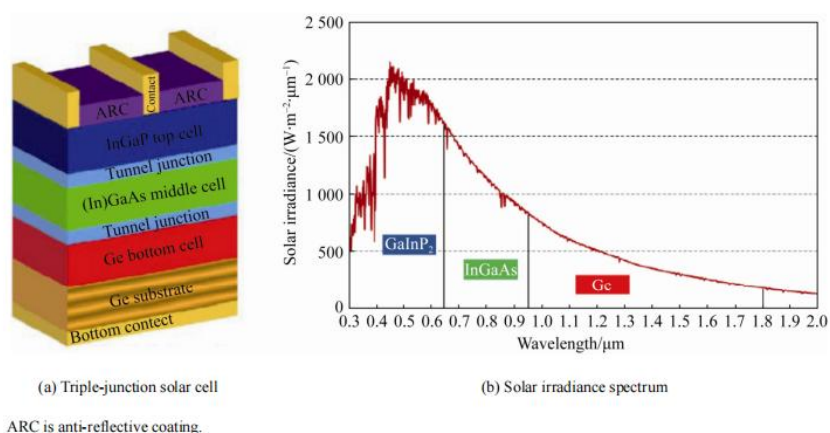 ARC
Contact
ARC
InGaP top cell
Tunnel junction
(In)GaAs middle cell
Tunnel junction
Ge bottom cell
Ge substrate
Bottom contect
(a) Triple-junction solar cell
Solar irradiance/(W·m⁻²·μm⁻¹)
2 500
2 000
1 500
1 000
500
0
GaInP₂
InGaAs
Ge
0.3 0.4 0.5 0.6 0.7 0.8 0.9 1.0 1.1 1.2 1.3 1.4 1.5 1.6 1.7 1.8 1.9 2.0
Wavelength/μm
(b) Solar irradiance spectrum
ARC is anti-reflective coating.